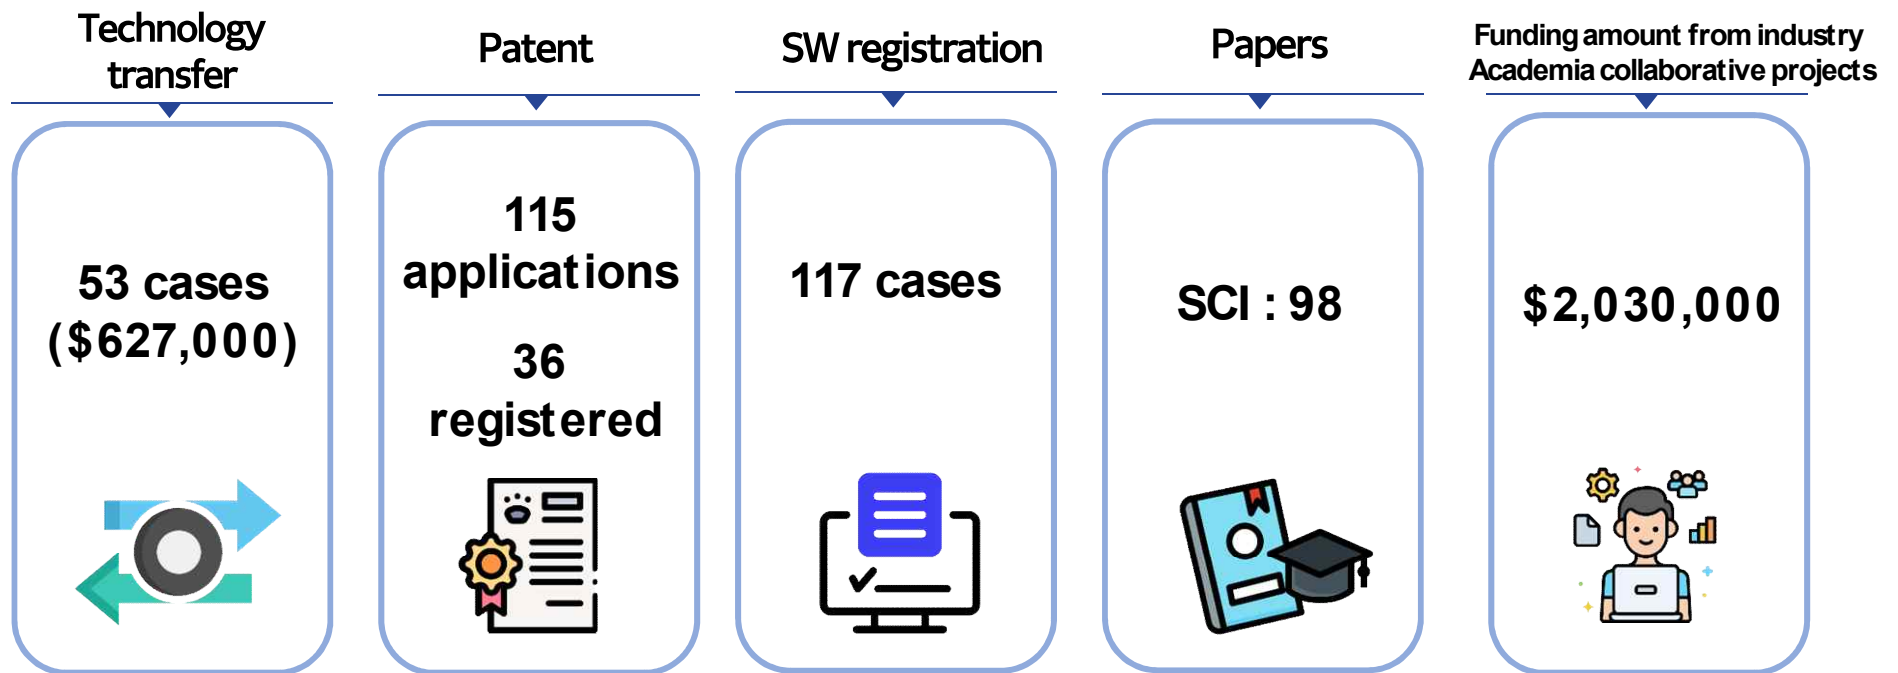 Technology
transfer
Patent
SW registration
Papers
Funding amount from industry
Academia collaborative projects
53 cases
($627,000)
115
applications
36
registered
117 cases
SCI : 98
$2,030,000